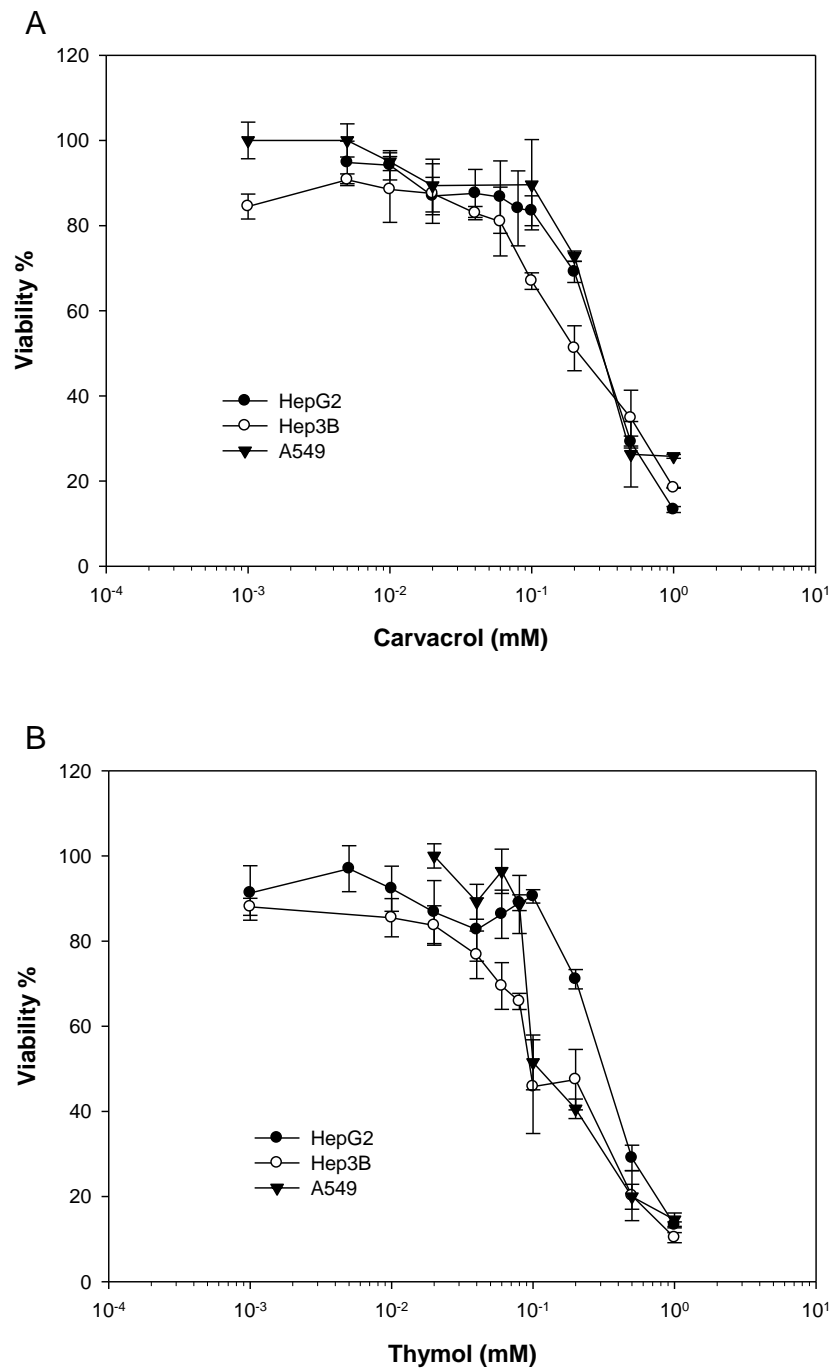 A
120
100
80
60
40
20
0
Viability %
HepG2
Hep3B
A549
10⁻⁴ 10⁻³ 10⁻² 10⁻¹ 10⁰ 10¹
Carvacrol (mM)
B
120
100
80
60
40
20
0
Viability %
HepG2
Hep3B
A549
10⁻⁴ 10⁻³ 10⁻² 10⁻¹ 10⁰ 10¹
Thymol (mM)